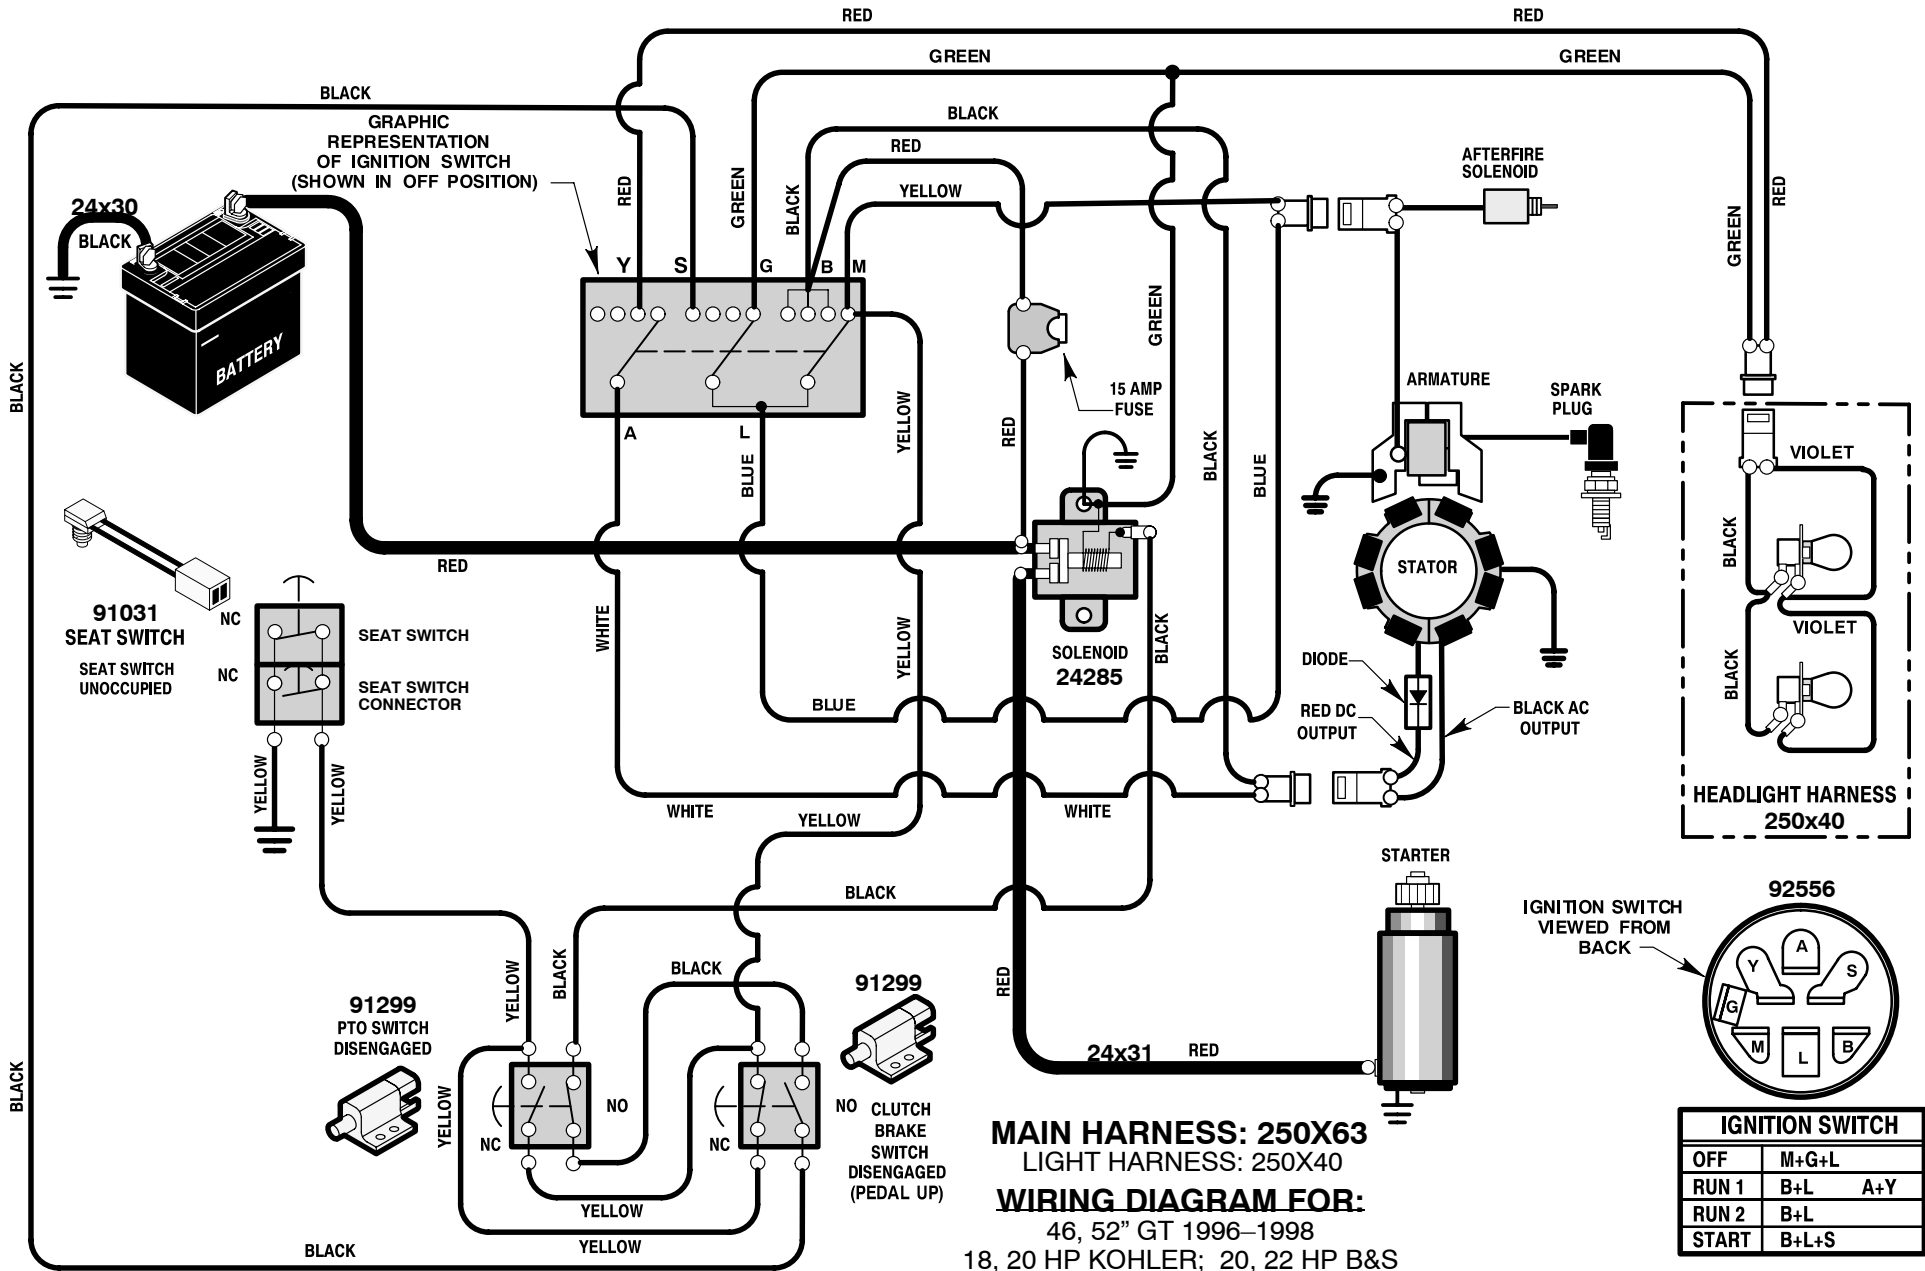 RED
RED
GREEN
GREEN
BLACK
BLACK
GRAPHIC
REPRESENTATION
OF IGNITION SWITCH
(SHOWN IN OFF POSITION)
RED
YELLOW
AFTERFIRE
SOLENOID
24x30
BLACK
RED
GREEN
BLACK
RED
GREEN
Y
S
G
B
M
GREEN
BATTERY
BLACK
15 AMP
FUSE
ARMATURE
SPARK
PLUG
YELLOW
A
L
RED
BLACK
BLUE
BLUE
VIOLET
BLACK
RED
STATOR
91031
SEAT SWITCH
SEAT SWITCH
UNOCCUPIED
NC
SEAT SWITCH
NC
SEAT SWITCH
CONNECTOR
WHITE
YELLOW
SOLENOID
24285
BLACK
VIOLET
BLACK
DIODE
BLUE
RED DC
OUTPUT
BLACK AC
OUTPUT
YELLOW
YELLOW
WHITE
WHITE
YELLOW
HEADLIGHT HARNESS
250x40
STARTER
BLACK
92556
IGNITION SWITCH
VIEWED FROM
BACK
A
Y
S
G
M
L
B
YELLOW
BLACK
BLACK
RED
91299
PTO SWITCH
DISENGAGED
91299
24x31
RED
BLACK
YELLOW
NC
NO
NC
NO
CLUTCH
BRAKE
SWITCH
DISENGAGED
(PEDAL UP)
YELLOW
YELLOW
BLACK
MAIN HARNESS: 250X63
LIGHT HARNESS: 250X40
WIRING DIAGRAM FOR:
46, 52” GT 1996–1998
18, 20 HP KOHLER; 20, 22 HP B&S
IGNITION SWITCH
OFF M+G+L
RUN 1 B+L A+Y
RUN 2 B+L
START B+L+S